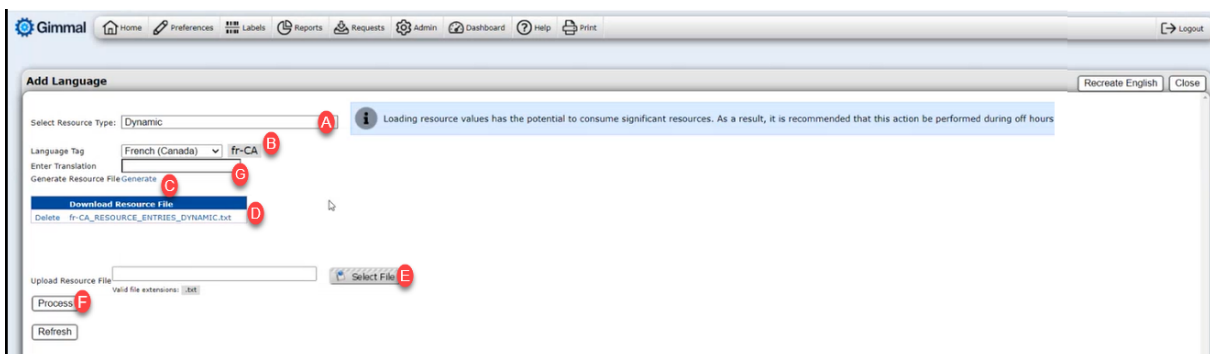 Gimmal Home Preferences Labels Reports Requests Admin Dashboard Help Print Logout
Add Language Recreate English Close
Select Resource Type: Dynamic A i Loading resource values has the potential to consume significant resources. As a result, it is recommended that this action be performed during off hours
Language Tag French (Canada) fr-CA B
Enter Translation G
Generate Resource File Generate C
Download Resource File
Delete fr-CA_RESOURCE_ENTRIES_DYNAMIC.txt D
Upload Resource File Select File E
Valid file extensions: .txt
Process F
Refresh